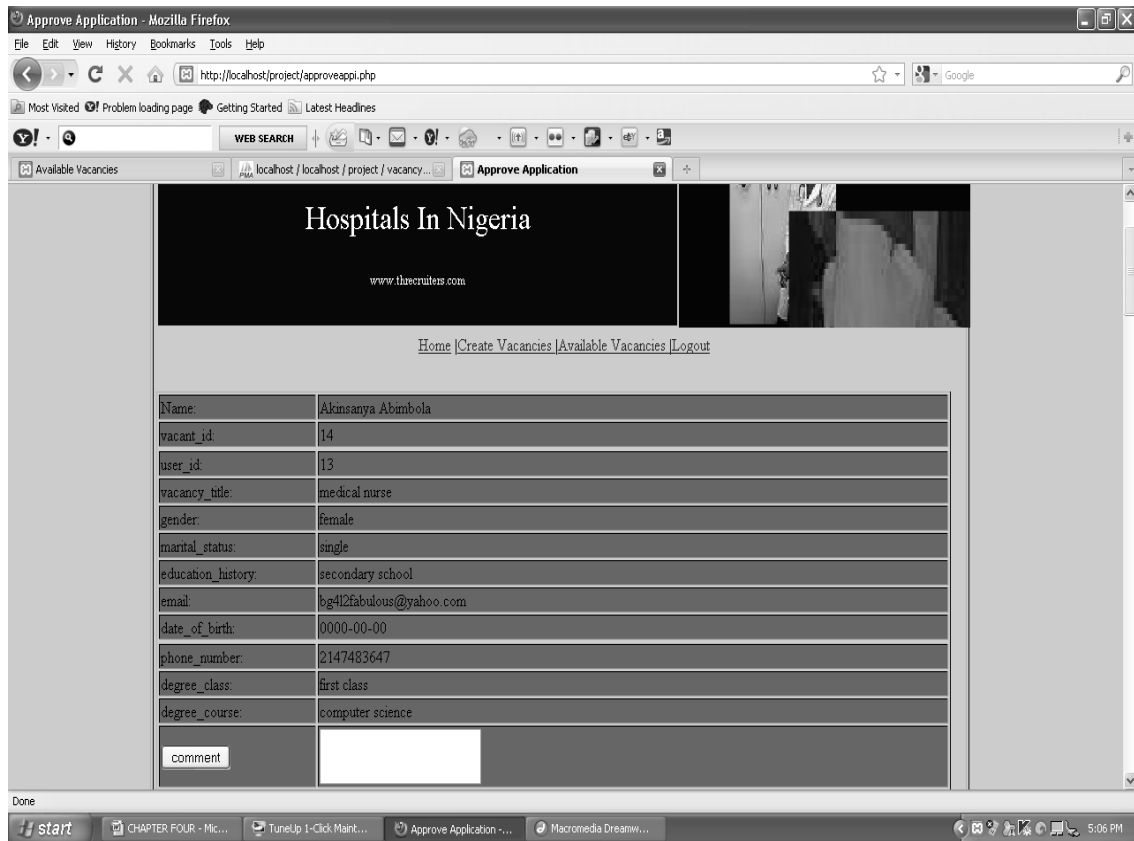 Approve Application - Mozilla Firefox
File Edit View History Bookmarks Tools Help
http://localhost/project/approveappi.php
Google
Most Visited Problem loading page Getting Started Latest Headlines
WEB SEARCH
Available Vacancies
localhost / localhost / project / vacancy...
Approve Application
Hospitals In Nigeria
www.threcruiters.com
Home |Create Vacancies |Available Vacancies |Logout
Name: Akinsanya Abimbola
vacant_id: 14
user_id: 13
vacancy_title: medical nurse
gender: female
marital_status: single
education_history: secondary school
email: bg4l2fabulous@yahoo.com
date_of_birth: 0000-00-00
phone_number: 2147483647
degree_class: first class
degree_course: computer science
comment
Done
start CHAPTER FOUR - Mic... TuneUp 1-Click Maint... Approve Application -... Macromedia Dreamw... 5:06 PM